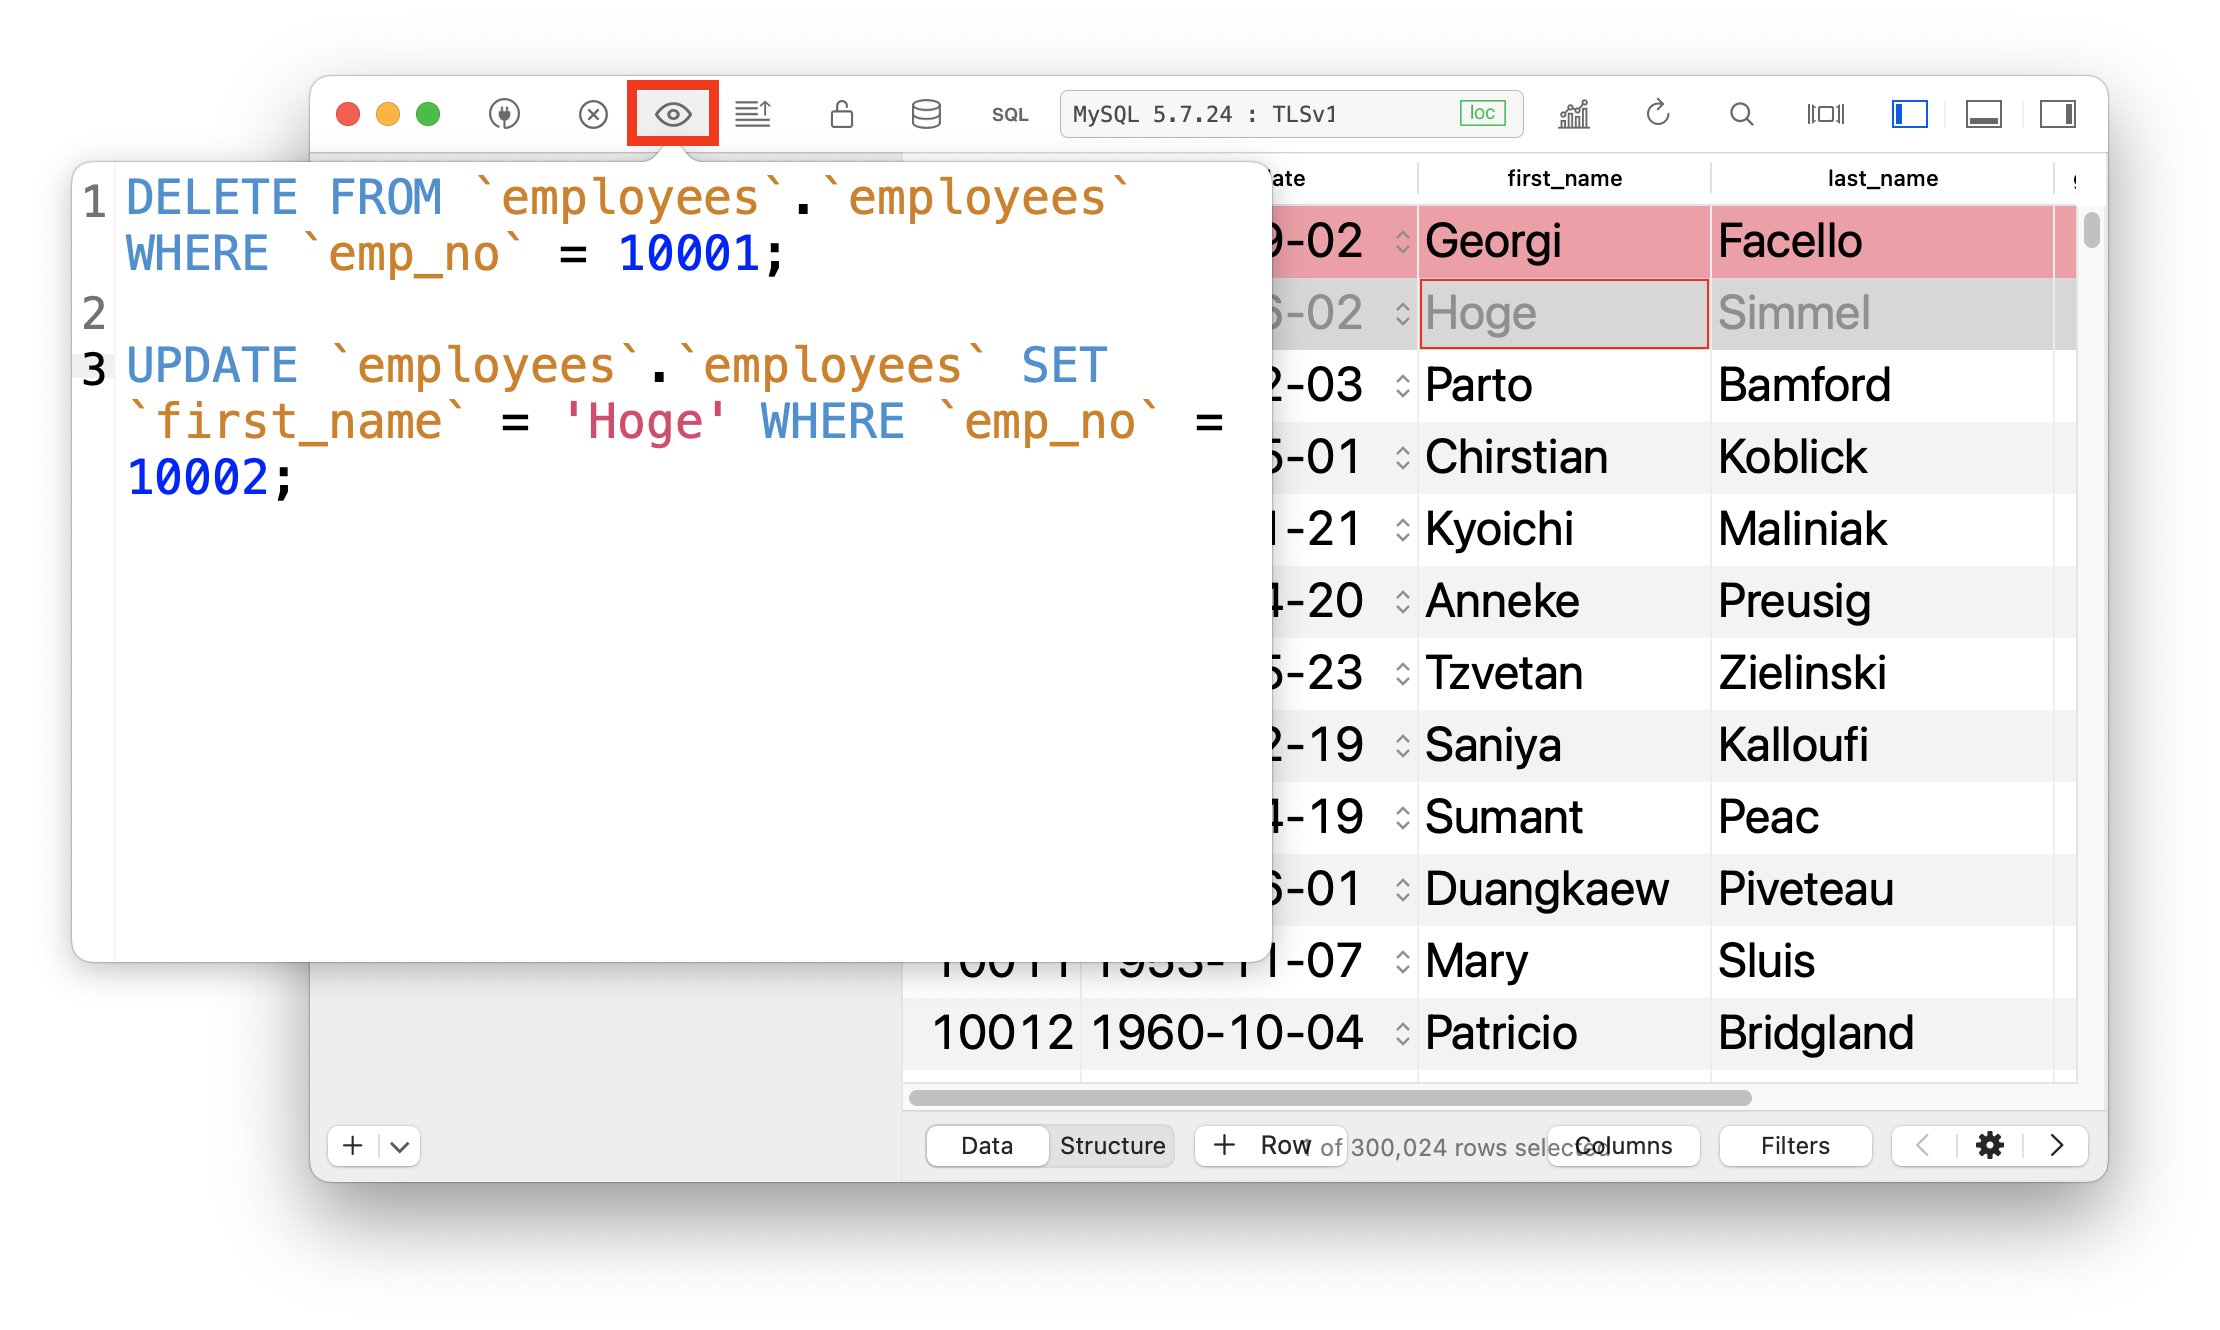 SQL
MySQL 5.7.24 : TLSv1
loc
1 DELETE FROM `employees`.`employees`
WHERE `emp_no` = 10001;
2
3 UPDATE `employees`.`employees` SET
`first_name` = 'Hoge' WHERE `emp_no` =
10002;
first_name last_name
-02 Georgi Facello
-02 Hoge Simmel
-03 Parto Bamford
-01 Chirstian Koblick
-21 Kyoichi Maliniak
-20 Anneke Preusig
-23 Tzvetan Zielinski
-19 Saniya Kalloufi
-19 Sumant Peac
-01 Duangkaew Piveteau
10011 1953-11-07 Mary Sluis
10012 1960-10-04 Patricio Bridgland
Data Structure + Row 1 of 300,024 rows selected Columns Filters